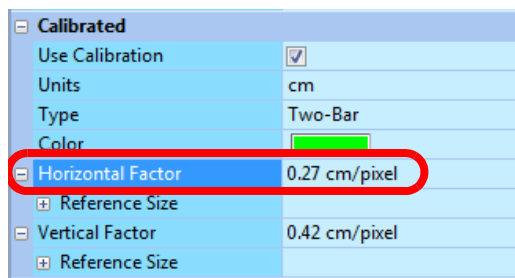 Calibrated
Use Calibration
Units cm
Type Two-Bar
Color
Horizontal Factor 0.27 cm/pixel
Reference Size
Vertical Factor 0.42 cm/pixel
Reference Size